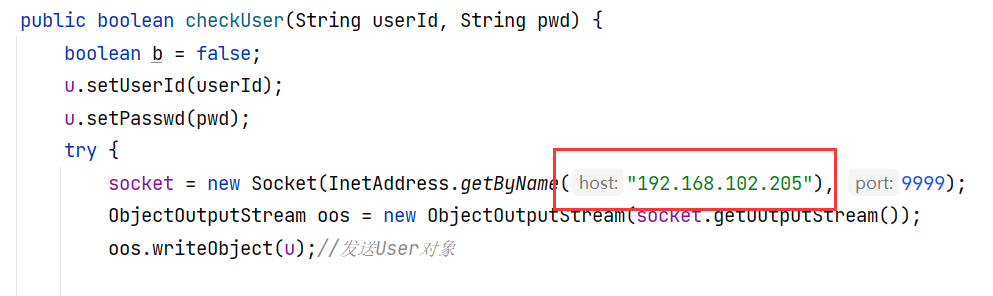 public boolean checkUser(String userId, String pwd) {
boolean b = false;
u.setUserId(userId);
u.setPasswd(pwd);
try {
socket = new Socket(InetAddress.getByName( host: "192.168.102.205"), port: 9999);
ObjectOutputStream oos = new ObjectOutputStream(socket.getOutputStream());
oos.writeObject(u);//发送User对象